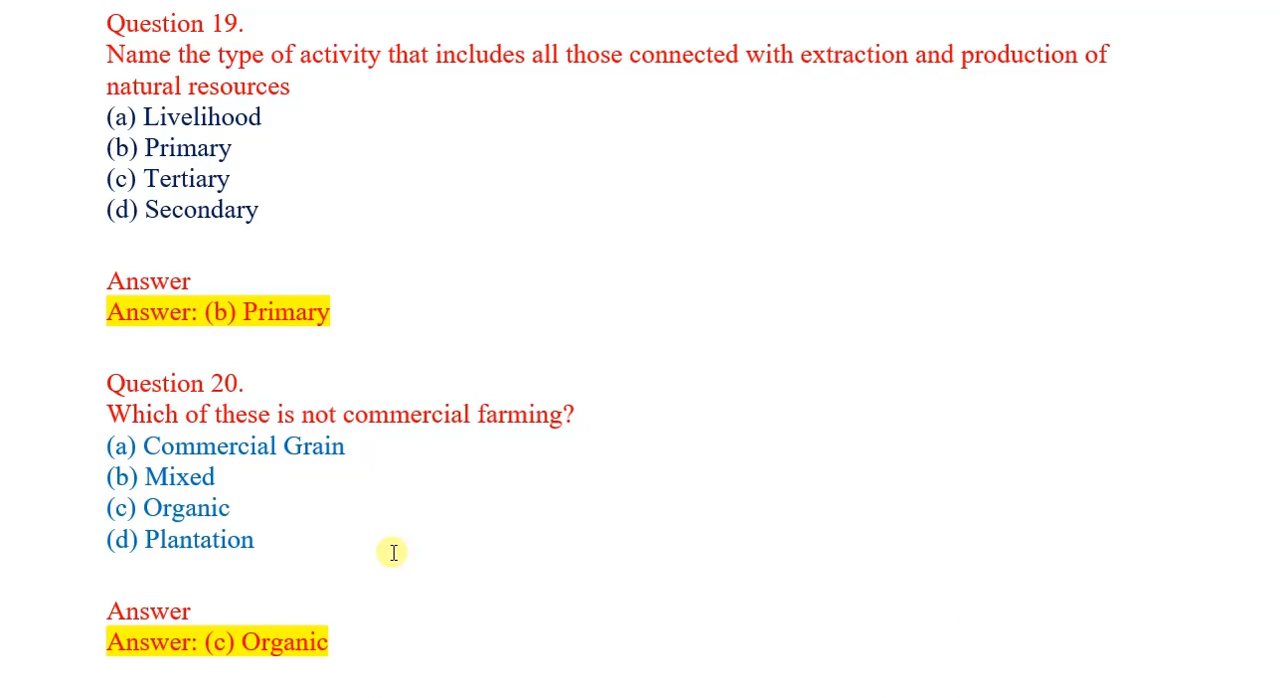 Question 19.
Name the type of activity that includes all those connected with extraction and production of
natural resources
(a) Livelihood
(b) Primary
(c) Tertiary
(d) Secondary
Answer
Answer: (b) Primary
Question 20.
Which of these is not commercial farming?
(a) Commercial Grain
(b) Mixed
(c) Organic
(d) Plantation
Answer
Answer: (c) Organic